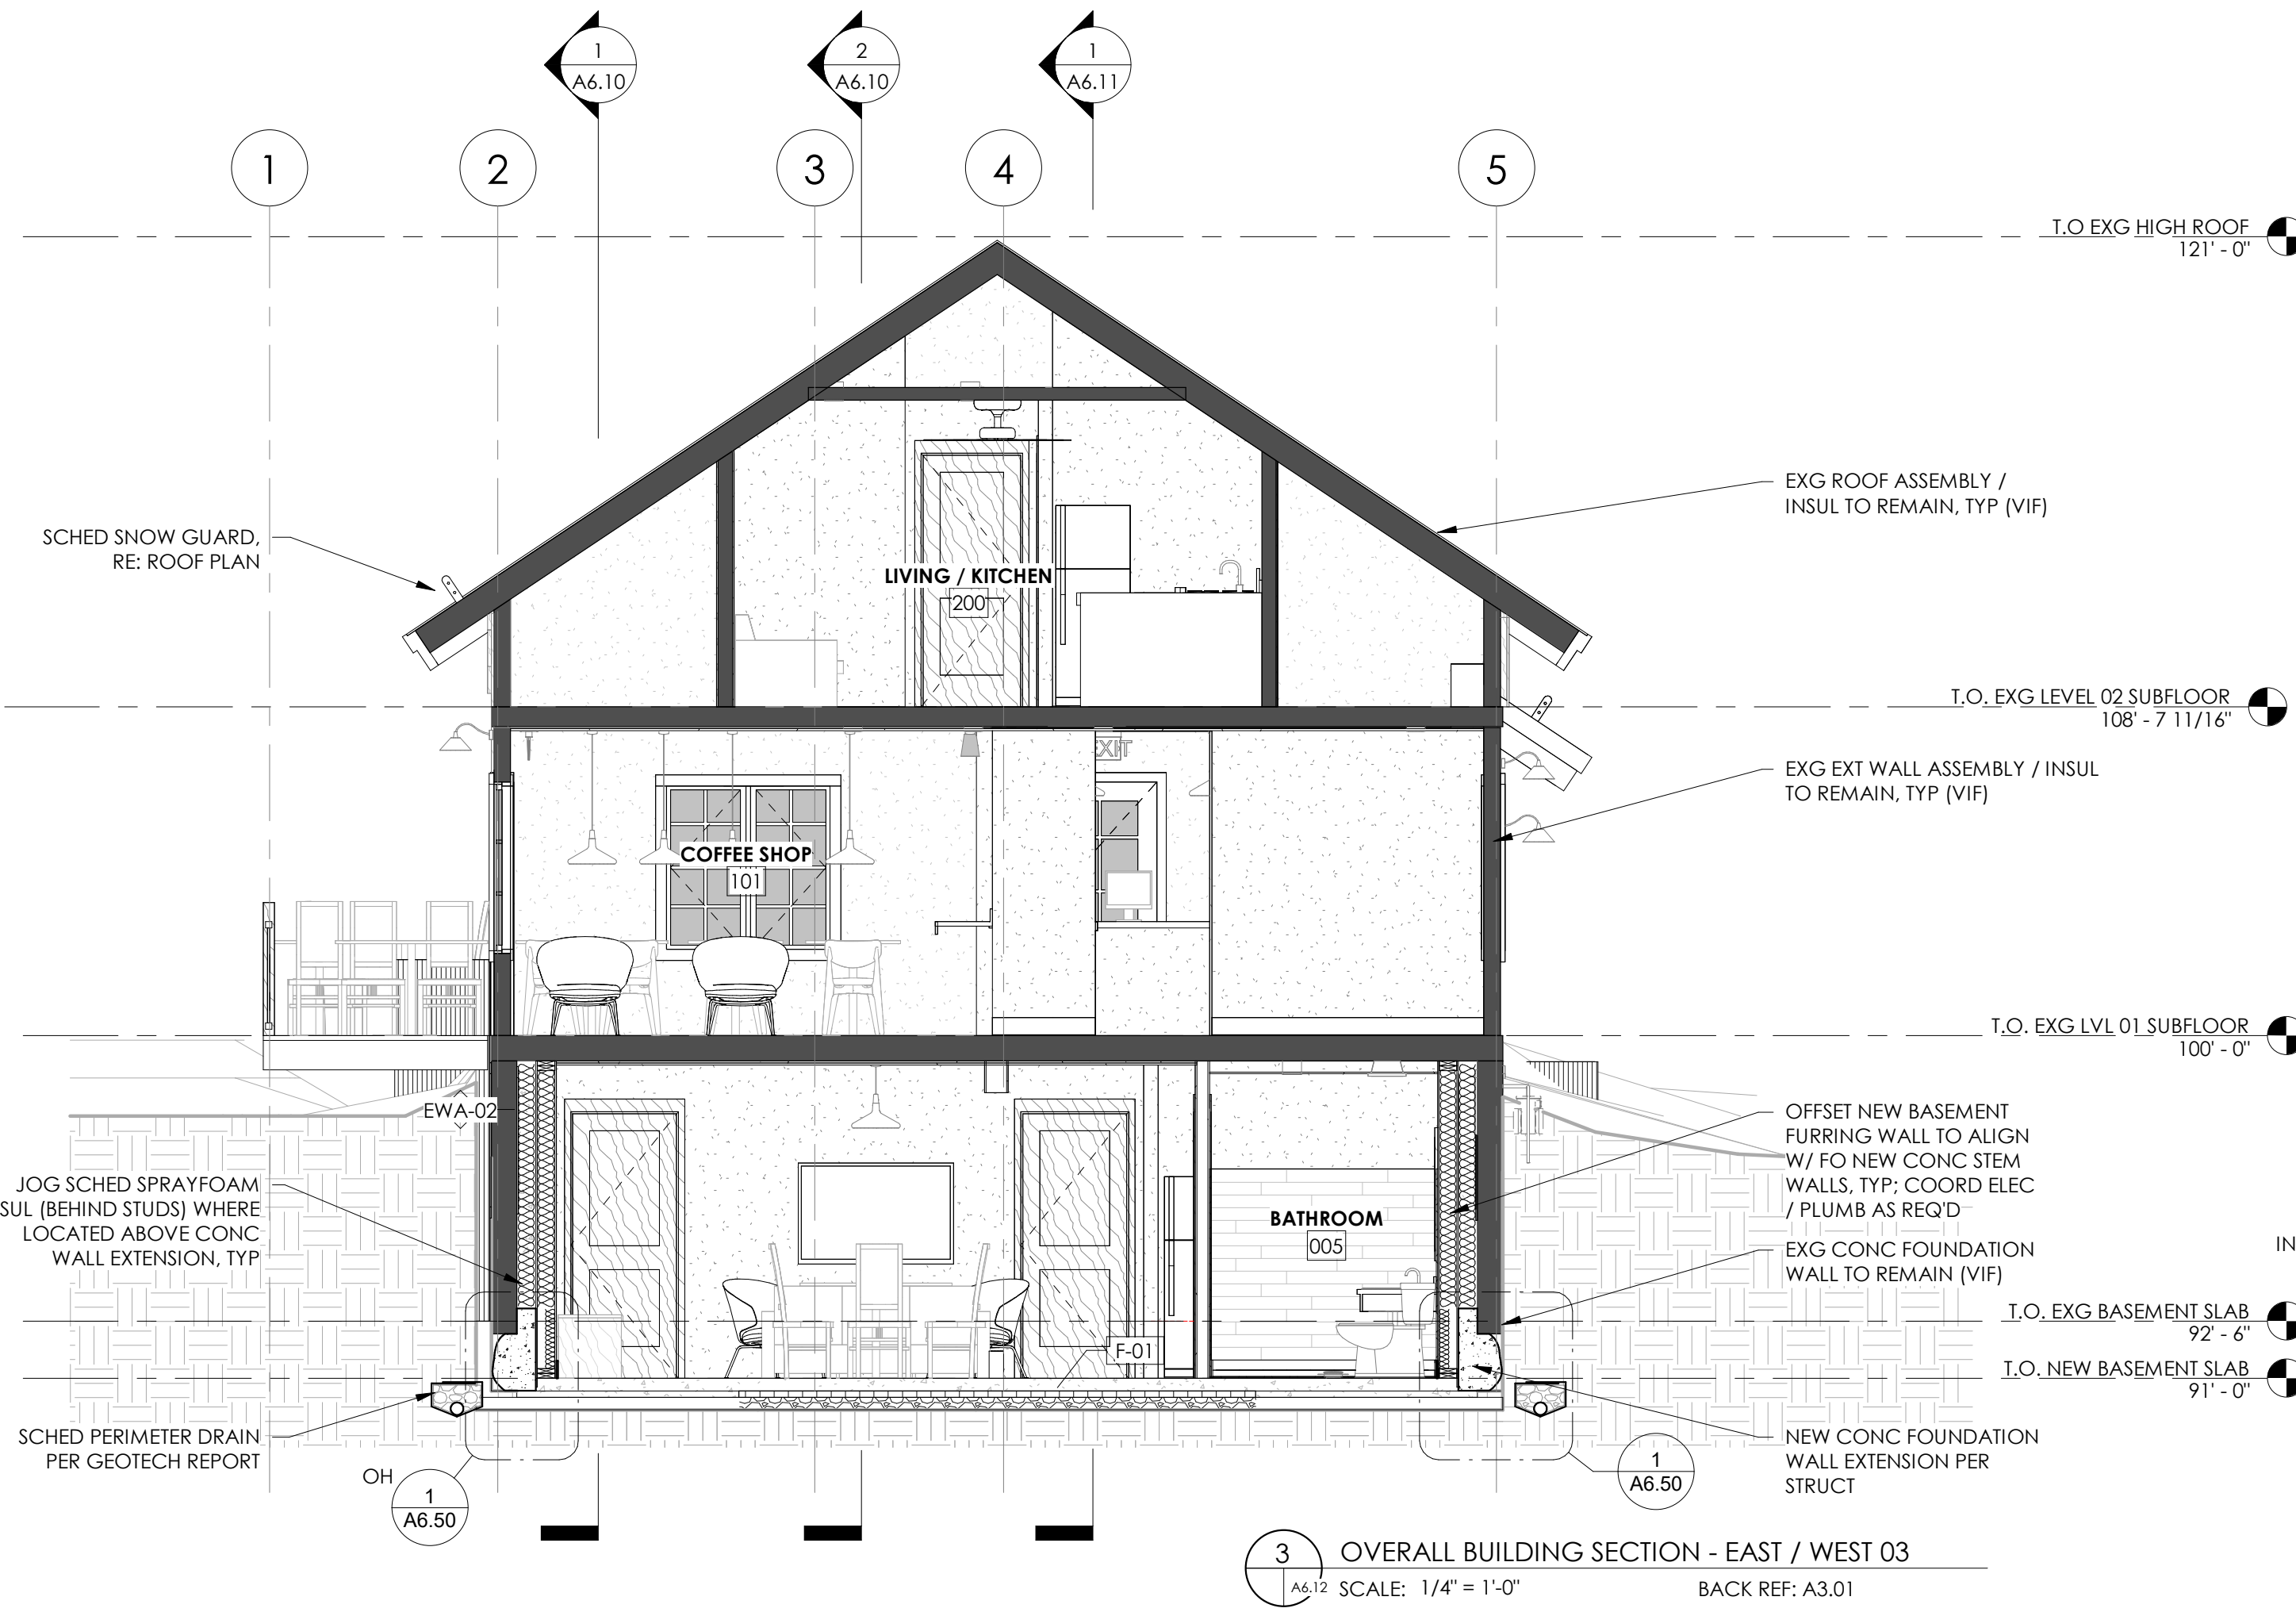 1
A6.10
2
A6.10
1
A6.11
1
2
3
4
5
T.O EXG HIGH ROOF
121' - 0"
EXG ROOF ASSEMBLY /
INSUL TO REMAIN, TYP (VIF)
SCHED SNOW GUARD,
RE: ROOF PLAN
LIVING / KITCHEN
200
T.O. EXG LEVEL 02 SUBFLOOR
108' - 7 11/16"
EXIT
EXG EXT WALL ASSEMBLY / INSUL
TO REMAIN, TYP (VIF)
COFFEE SHOP
101
T.O. EXG LVL 01 SUBFLOOR
100' - 0"
EWA-02
OFFSET NEW BASEMENT
FURRING WALL TO ALIGN
W/ FO NEW CONC STEM
WALLS, TYP; COORD ELEC
/ PLUMB AS REQ'D
JOG SCHED SPRAYFOAM
SUL (BEHIND STUDS) WHERE
LOCATED ABOVE CONC
WALL EXTENSION, TYP
BATHROOM
005
EXG CONC FOUNDATION
WALL TO REMAIN (VIF)
IN
T.O. EXG BASEMENT SLAB
92' - 6"
F-01
T.O. NEW BASEMENT SLAB
91' - 0"
SCHED PERIMETER DRAIN
PER GEOTECH REPORT
NEW CONC FOUNDATION
WALL EXTENSION PER
STRUCT
OH
1
A6.50
1
A6.50
3
A6.12
OVERALL BUILDING SECTION - EAST / WEST 03
SCALE: 1/4" = 1'-0"
BACK REF: A3.01